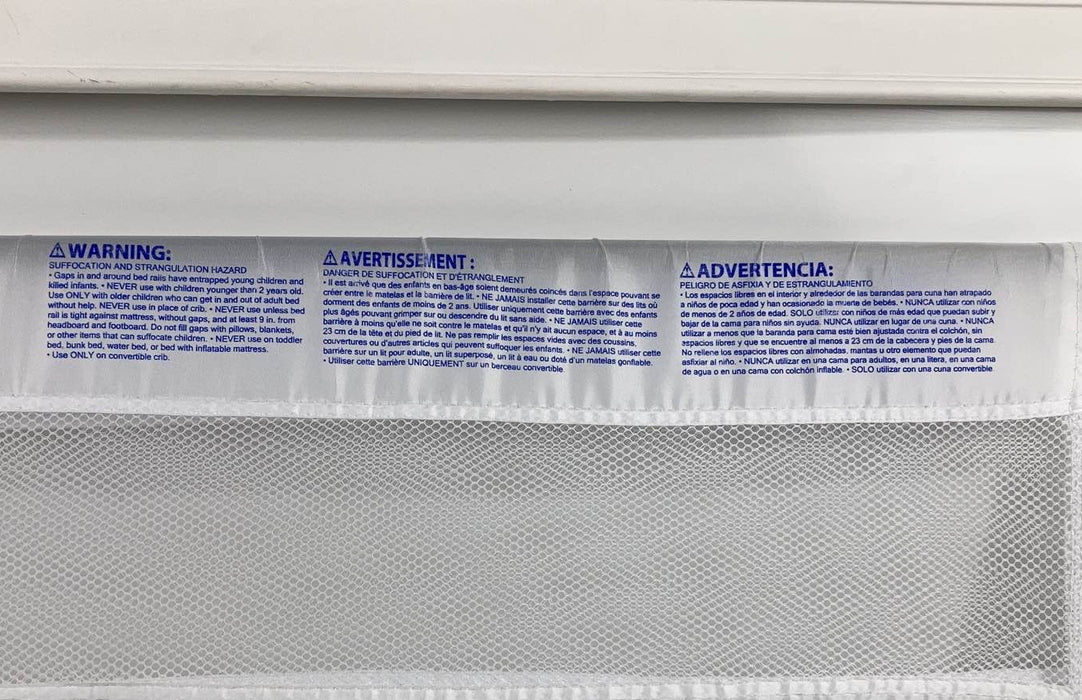 ⚠ WARNING:
SUFFOCATION AND STRANGULATION HAZARD
• Gaps in and around bed rails have entrapped young children and
killed infants. • NEVER use with children younger than 2 years old.
Use ONLY with older children who can get in and out of adult bed
without help. NEVER use in place of crib. • NEVER use unless bed
rail is tight against mattress, without gaps, and at least 9 in. from
headboard and footboard. Do not fill gaps with pillows, blankets,
or other items that can suffocate children. • NEVER use on toddler
bed, bunk bed, water bed, or bed with inflatable mattress.
• Use ONLY on convertible crib.
⚠ AVERTISSEMENT :
DANGER DE SUFFOCATION ET D'ÉTRANGLEMENT
• Il est arrivé que des enfants en bas-âge soient demeurés coincés dans l'espace pouvant se
créer entre le matelas et la barrière de lit. • NE JAMAIS installer cette barrière sur des lits où
dorment des enfants de moins de 2 ans. Utiliser uniquement cette barrière avec des enfants
plus âgés pouvant grimper sur ou descendre du lit sans aide. • NE JAMAIS utiliser cette
barrière à moins qu'elle ne soit contre le matelas et qu'il n'y ait aucun espace, et à au moins
23 cm de la tête et du pied de lit. Ne pas remplir les espaces vides avec des coussins,
couvertures ou d'autres articles qui peuvent suffoquer les enfants. • NE JAMAIS utiliser cette
barrière sur un lit pour adulte, un lit superposé, un lit à eau ou doté d'un matelas gonflable.
• Utiliser cette barrière UNIQUEMENT sur un berceau convertible.
⚠ ADVERTENCIA:
PELIGRO DE ASFIXIA Y DE ESTRANGULAMIENTO
• Los espacios libres en el interior y alrededor de las barandas para cuna han atrapado
a niños de poca edad y han ocasionado la muerte de bebés. • NUNCA utilizar con niños
de menos de 2 años de edad. SOLO utilizar con niños de más edad que puedan subir y
bajar de la cama para niños sin ayuda. NUNCA utilizar en lugar de una cuna. • NUNCA
utilizar a menos que la baranda para cama esté bien ajustada contra el colchón, sin
espacios libres y que se encuentre al menos a 23 cm de la cabecera y pies de la cama.
No rellene los espacios libres con almohadas, mantas u otro elemento que puedan
asfixiar al niño. • NUNCA utilizar en una cama para adultos, en una litera, en una cama
de agua o en una cama con colchón inflable. • SOLO utilizar con una cuna convertible.